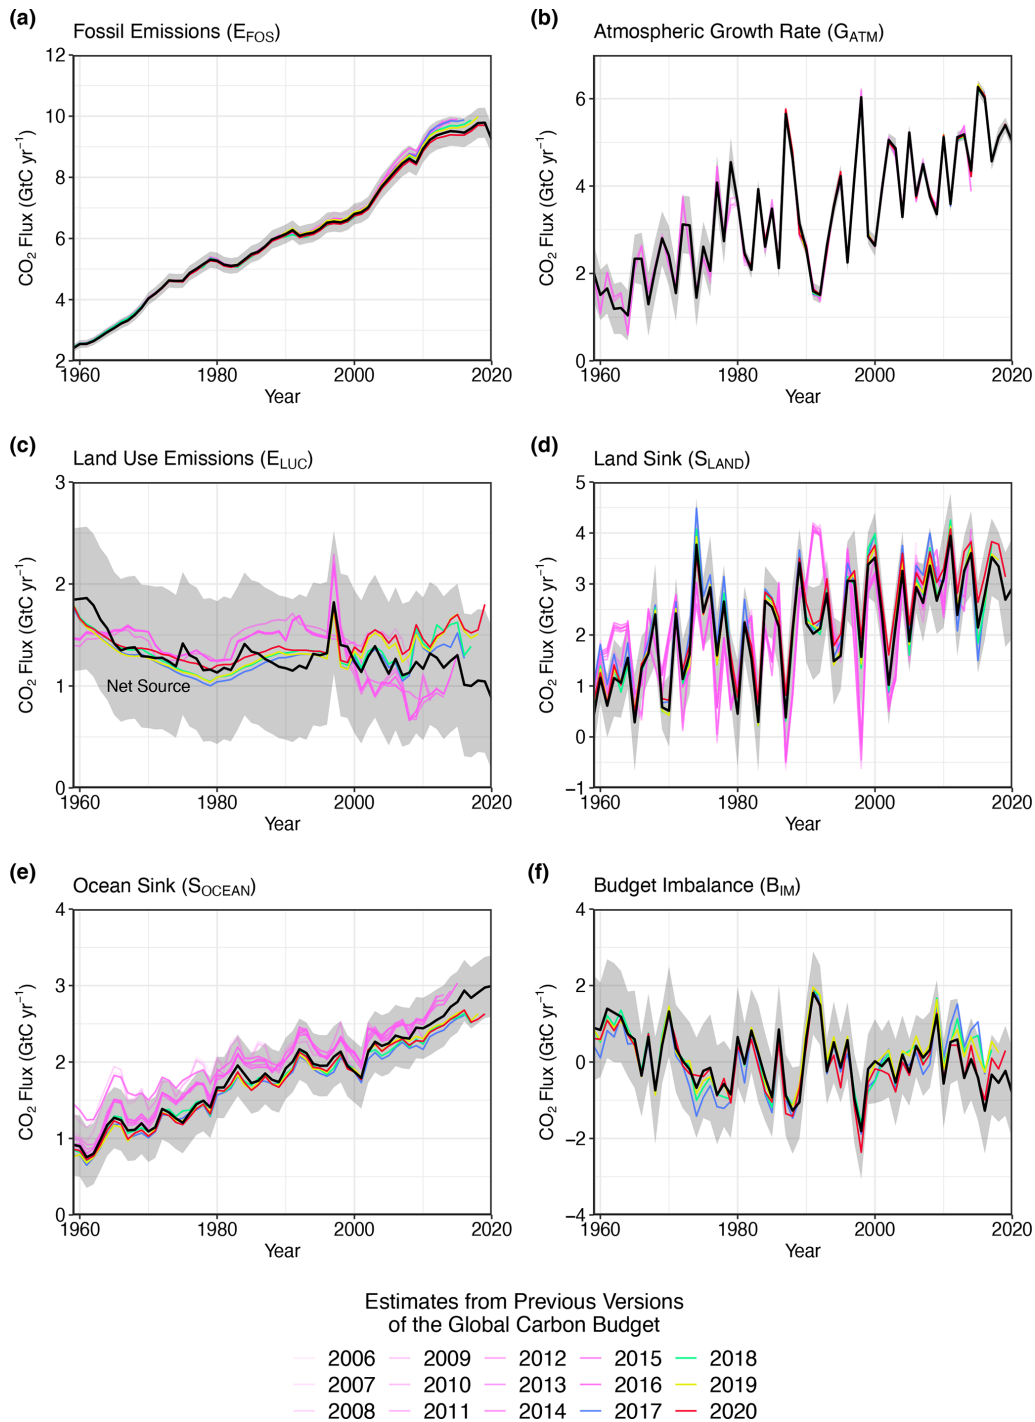 (a)
Fossil Emissions (E_FOS)
12
10
8
6
4
2
CO₂ Flux (GtC yr⁻¹)
1960 1980 2000 2020
Year
(b)
Atmospheric Growth Rate (G_ATM)
6
4
2
0
CO₂ Flux (GtC yr⁻¹)
1960 1980 2000 2020
Year
(c)
Land Use Emissions (E_LUC)
3
2
1
0
CO₂ Flux (GtC yr⁻¹)
Net Source
1960 1980 2000 2020
Year
(d)
Land Sink (S_LAND)
5
4
3
2
1
0
−1
CO₂ Flux (GtC yr⁻¹)
1960 1980 2000 2020
Year
(e)
Ocean Sink (S_OCEAN)
4
3
2
1
0
CO₂ Flux (GtC yr⁻¹)
1960 1980 2000 2020
Year
(f)
Budget Imbalance (B_IM)
4
2
0
−2
−4
CO₂ Flux (GtC yr⁻¹)
1960 1980 2000 2020
Year
Estimates from Previous Versions
of the Global Carbon Budget
2006 2009 2012 2015 2018
2007 2010 2013 2016 2019
2008 2011 2014 2017 2020